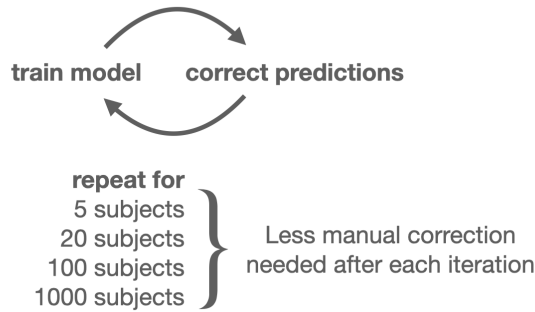 train model
correct predictions
repeat for
5 subjects
20 subjects
100 subjects
1000 subjects
Less manual correction
needed after each iteration